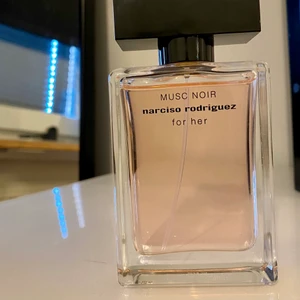 MUSC NOIR
narciso rodriguez
for her